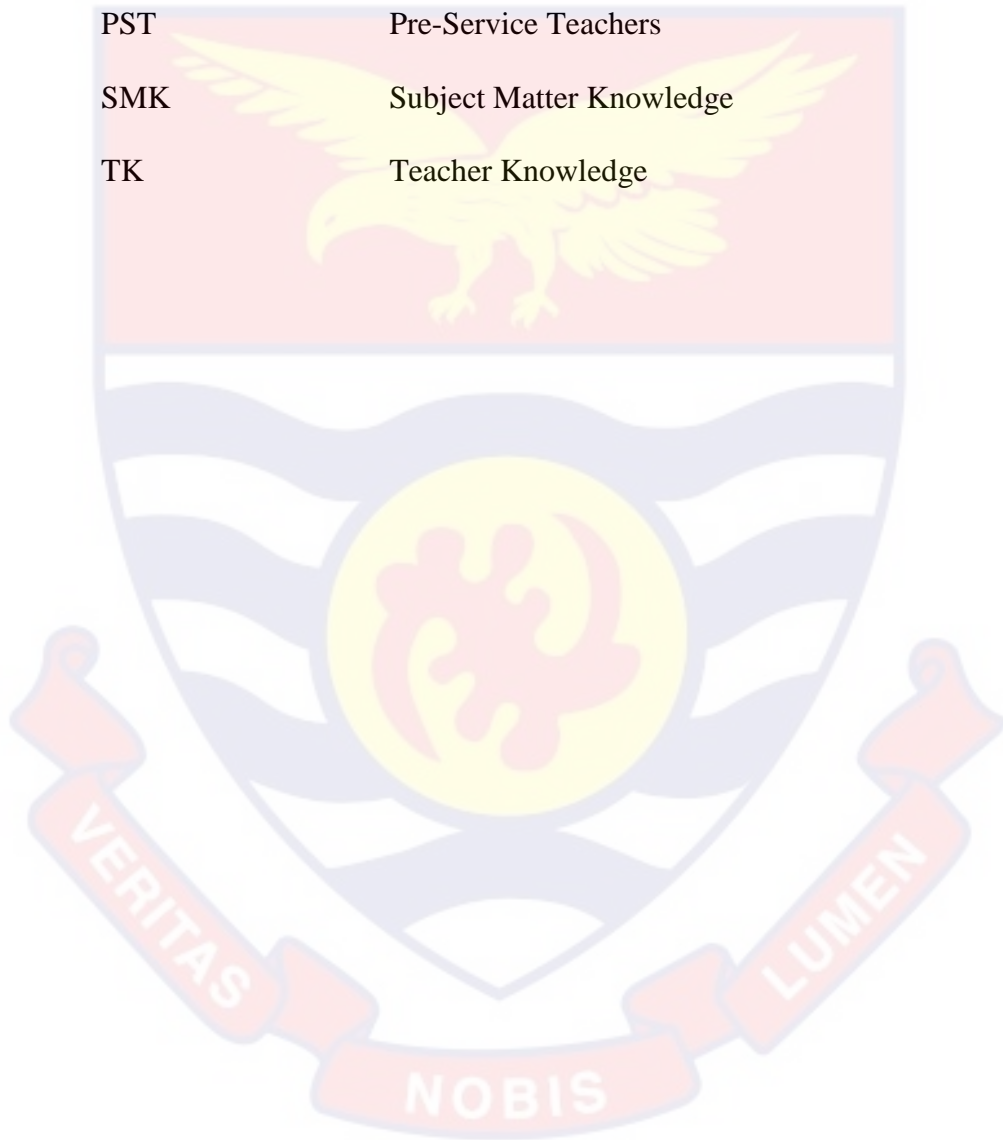 PST Pre-Service Teachers
SMK Subject Matter Knowledge
TK Teacher Knowledge
VERITAS NOBIS LUMEN